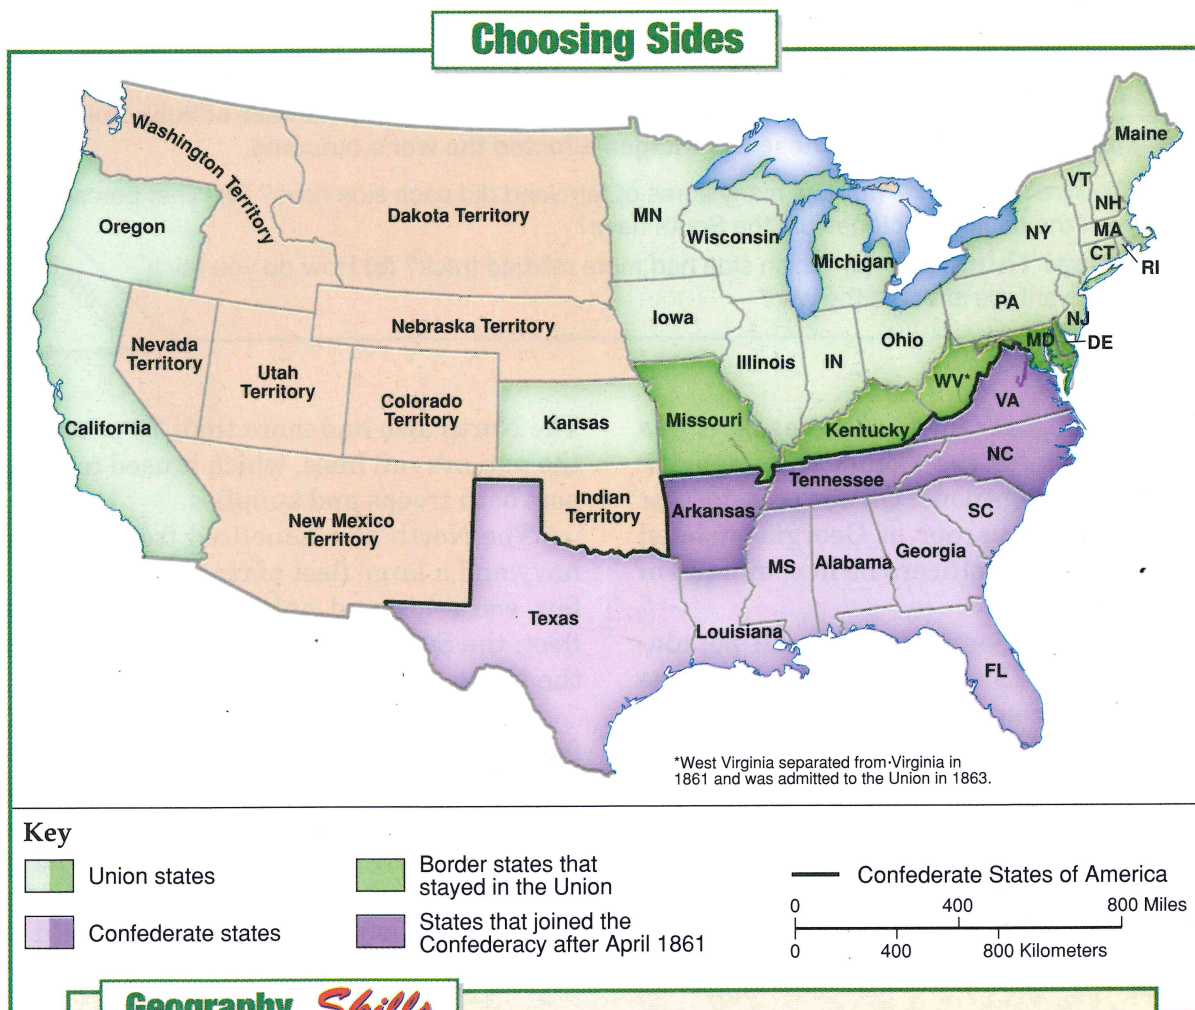 Choosing Sides
Washington Territory
Oregon
Dakota Territory
MN
Wisconsin
Michigan
Maine
VT
NH
NY
MA
CT
RI
PA
NJ
DE
MD
Nevada
Territory
Utah
Territory
Nebraska Territory
Iowa
Illinois
IN
Ohio
WV*
VA
California
Colorado
Territory
Kansas
Missouri
Kentucky
NC
Tennessee
New Mexico
Territory
Indian
Territory
Arkansas
SC
MS
Alabama
Georgia
Texas
Louisiana
FL
*West Virginia separated from Virginia in
1861 and was admitted to the Union in 1863.
Key
Union states
Confederate states
Border states that
stayed in the Union
States that joined the
Confederacy after April 1861
Confederate States of America
0 400 800 Miles
0 400 800 Kilometers
Geography Skills